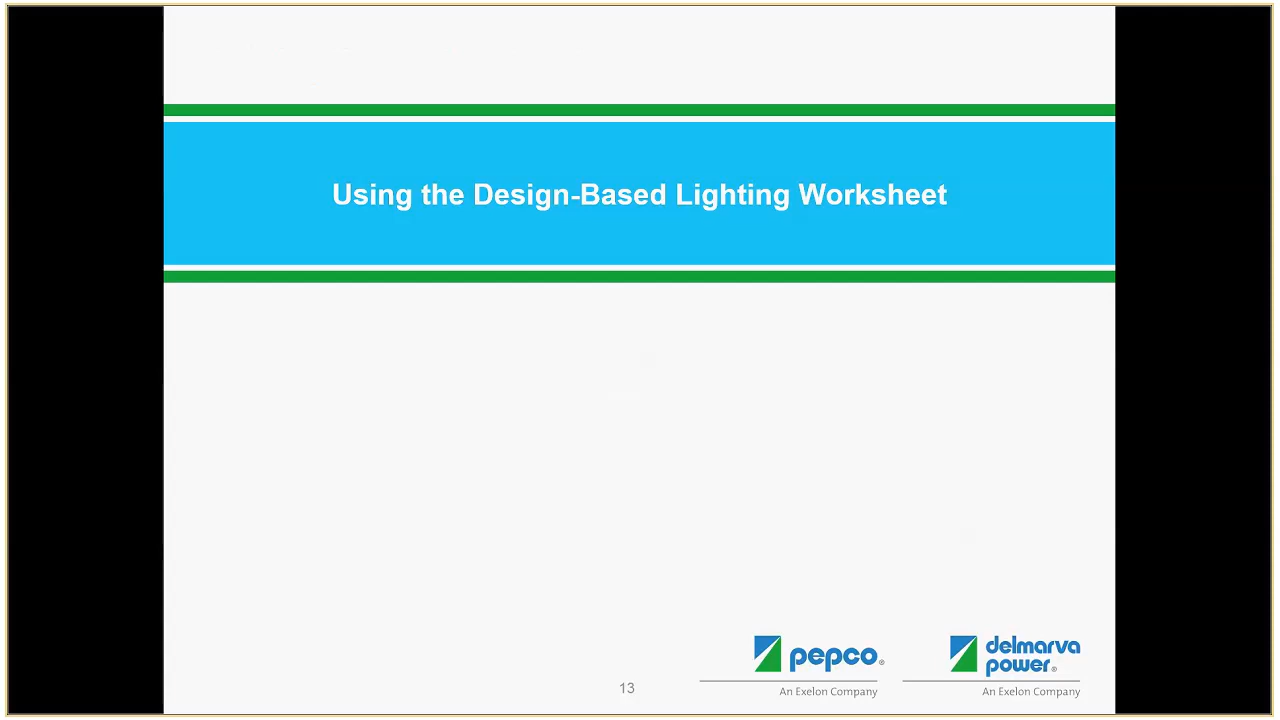 Using the Design-Based Lighting Worksheet
pepco®
An Exelon Company
delmarva
power®
An Exelon Company
13